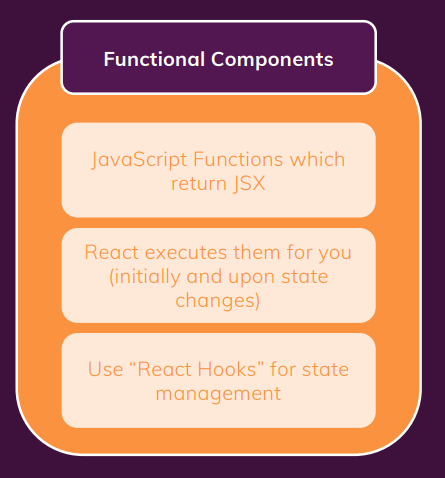 Functional Components
JavaScript Functions which
return JSX
React executes them for you
(initially and upon state
changes)
Use “React Hooks” for state
management